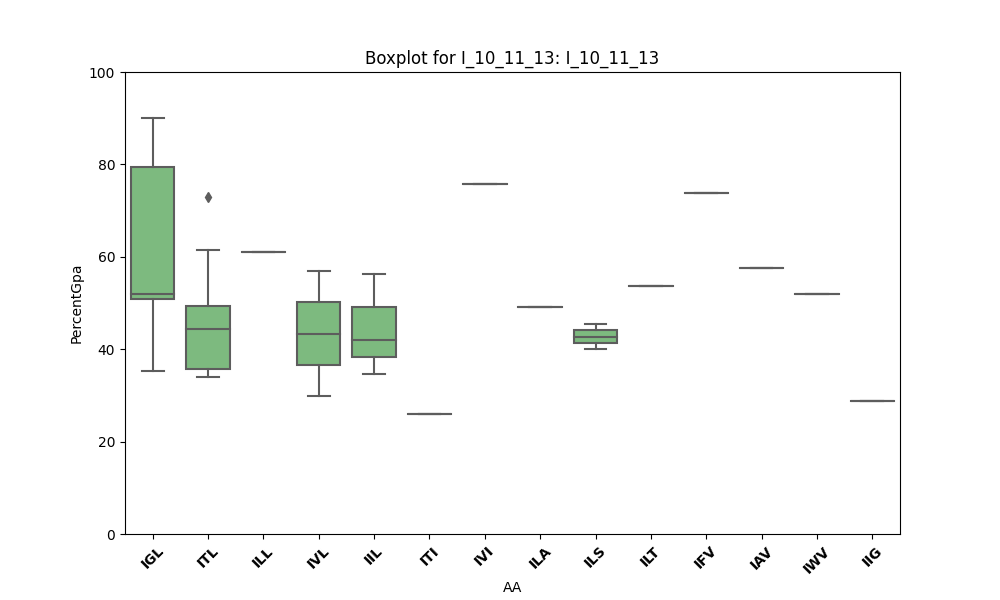 Boxplot for I_10_11_13: I_10_11_13
100
80
60
40
20
0
PercentGpa
IGL
ITL
ILL
IVL
IIL
ITI
IVI
ILA
ILS
ILT
IFV
IAV
IWV
IIG
AA